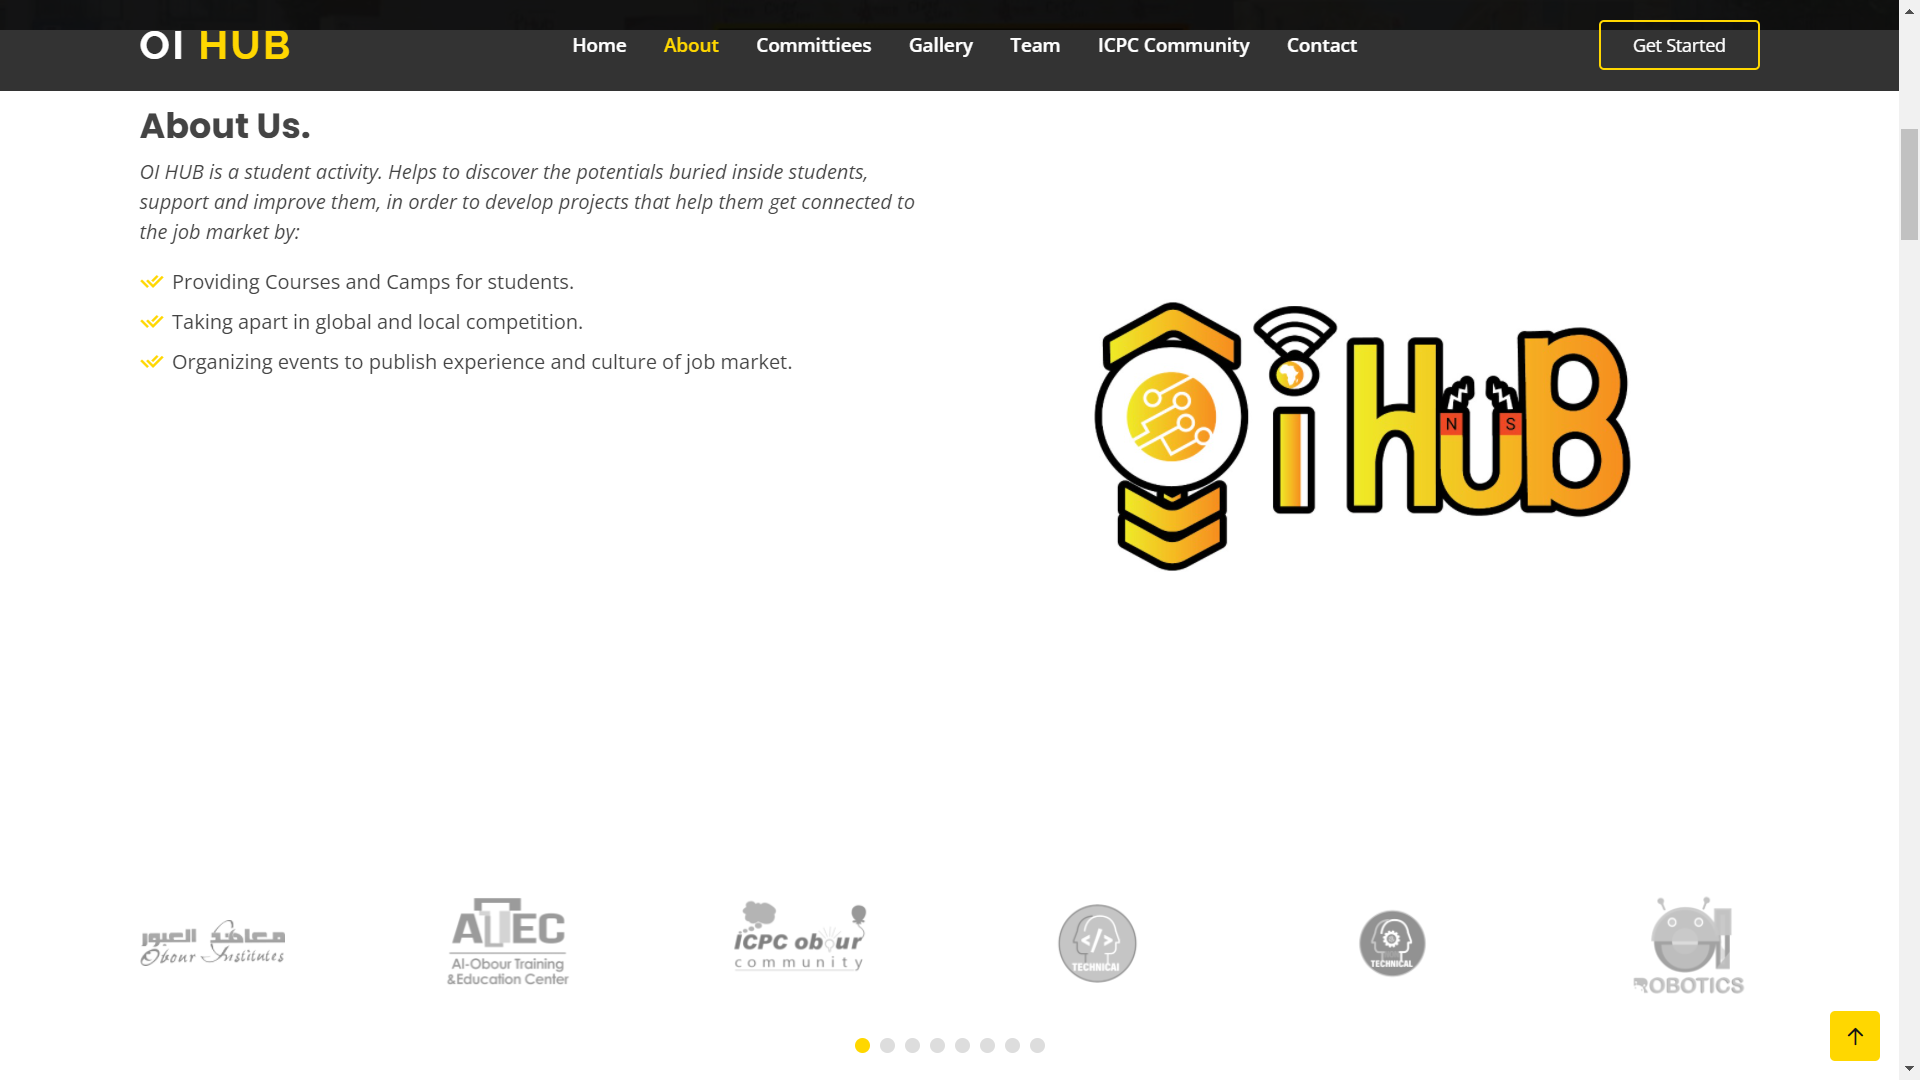 OI HUB
Home About Committiees Gallery Team ICPC Community Contact
Get Started
About Us.
OI HUB is a student activity. Helps to discover the potentials buried inside students,
support and improve them, in order to develop projects that help them get connected to
the job market by:
Providing Courses and Camps for students.
Taking apart in global and local competition.
Organizing events to publish experience and culture of job market.
Oi HUB
N S
معاهد العبور
Obour Institutes
ATEC
Al-Obour Training
&Education Center
ICPC obour
community
</>
TECHNICAL
TECHNICAL
ROBOTICS